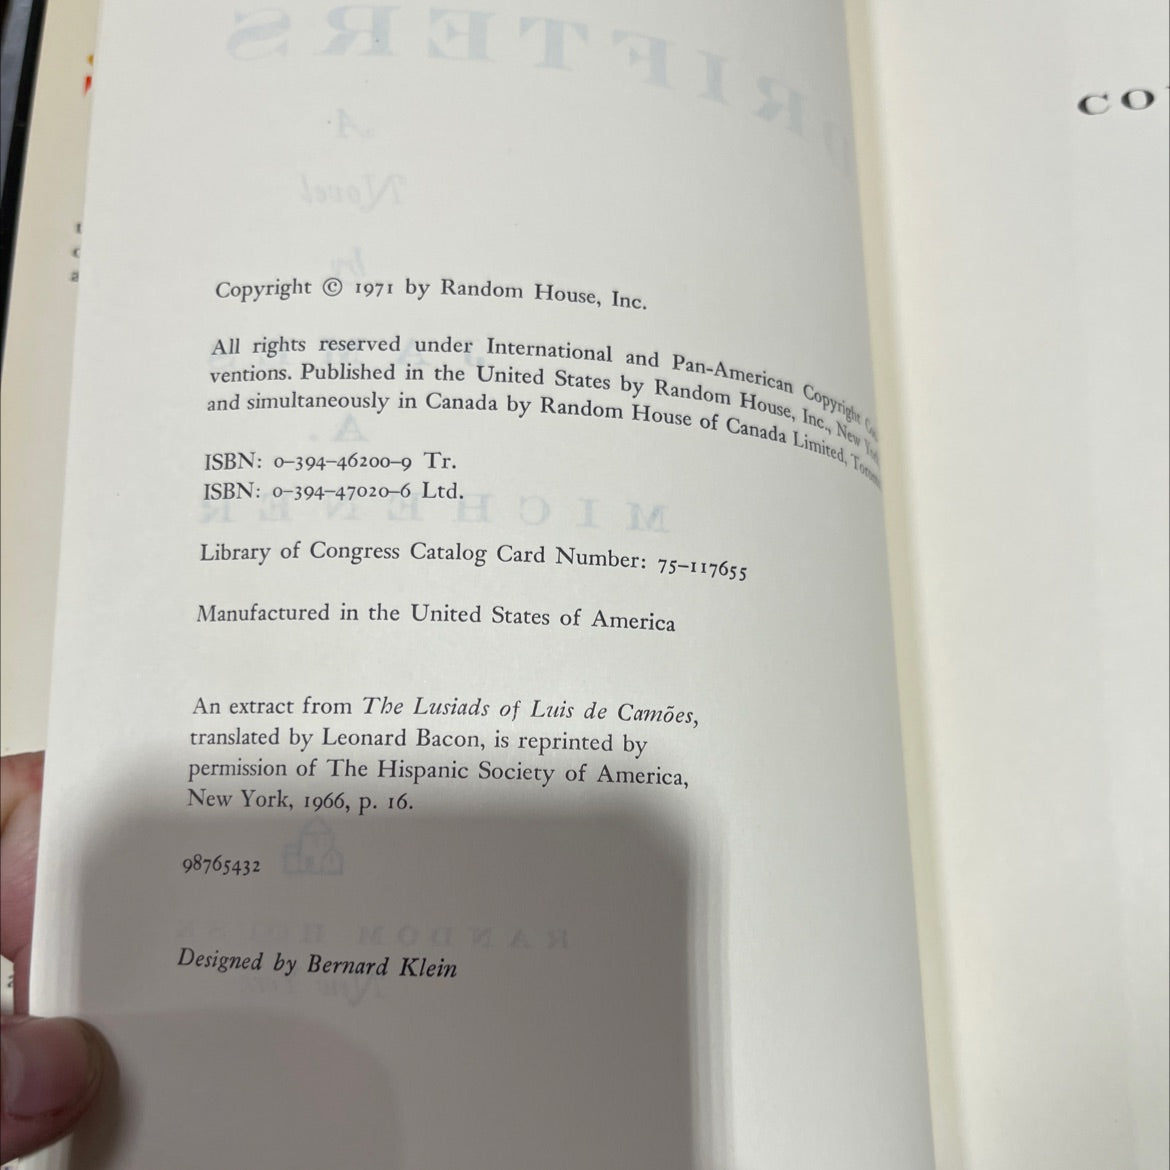 Copyright © 1971 by Random House, Inc.
All rights reserved under International and Pan-American Copyright
ventions. Published in the United States by Random House, Inc., New
and simultaneously in Canada by Random House of Canada Limited,
ISBN: 0–394–46200–9 Tr.
ISBN: 0–394–47020–6 Ltd.
Library of Congress Catalog Card Number: 75–117655
Manufactured in the United States of America
An extract from The Lusiads of Luis de Camões,
translated by Leonard Bacon, is reprinted by
permission of The Hispanic Society of America,
New York, 1966, p. 16.
98765432
Designed by Bernard Klein
CO